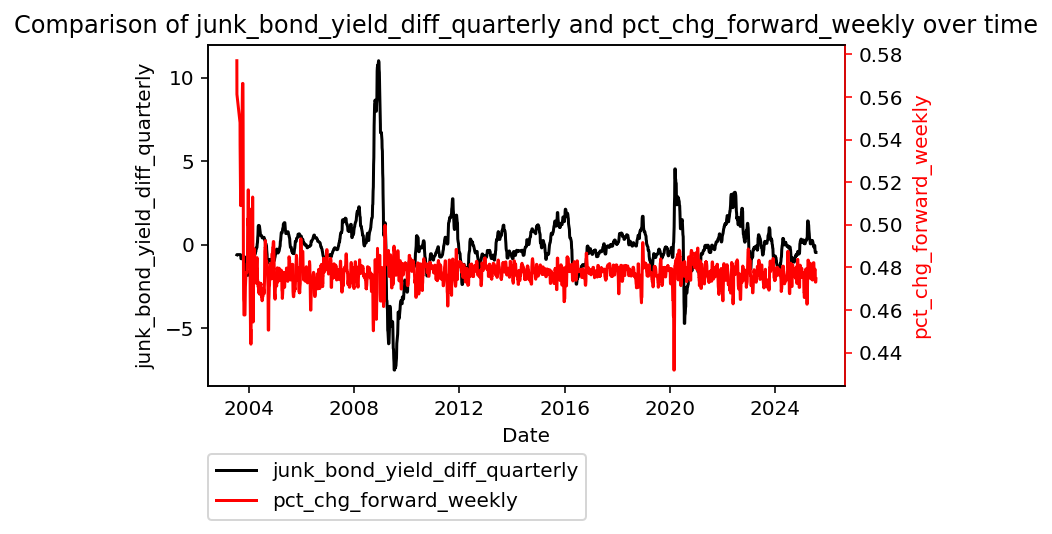 Comparison of junk_bond_yield_diff_quarterly and pct_chg_forward_weekly over time
junk_bond_yield_diff_quarterly
10
5
0
−5
0.58
0.56
0.54
0.52
0.50
0.48
0.46
0.44
pct_chg_forward_weekly
2004 2008 2012 2016 2020 2024
Date
junk_bond_yield_diff_quarterly
pct_chg_forward_weekly